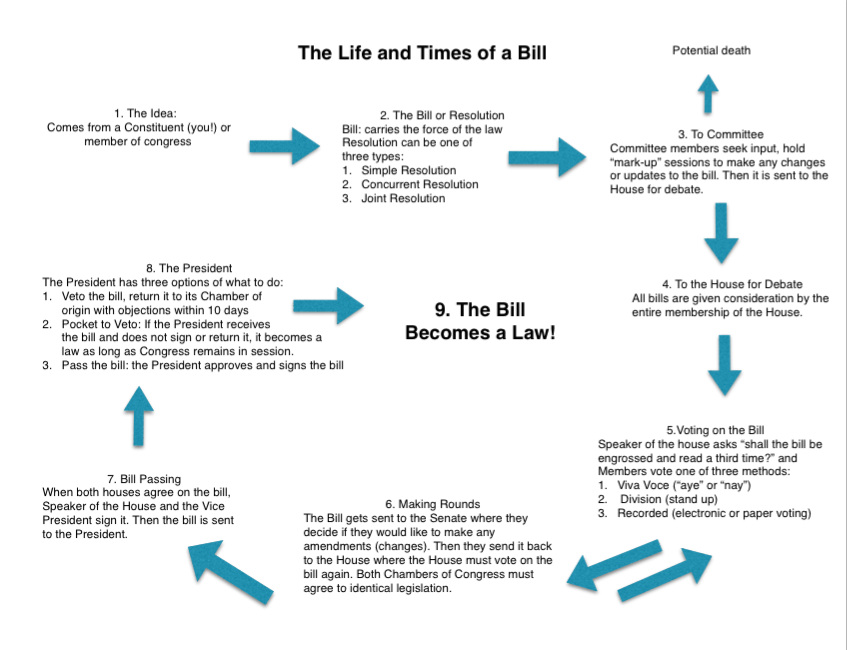 The Life and Times of a Bill
Potential death
1. The Idea:
Comes from a Constituent (you!) or
member of congress
2. The Bill or Resolution
Bill: carries the force of the law
Resolution can be one of
three types:
1. Simple Resolution
2. Concurrent Resolution
3. Joint Resolution
3. To Committee
Committee members seek input, hold
“mark-up” sessions to make any changes
or updates to the bill. Then it is sent to the
House for debate.
4. To the House for Debate
All bills are given consideration by the
entire membership of the House.
5.Voting on the Bill
Speaker of the house asks “shall the bill be
engrossed and read a third time?” and
Members vote one of three methods:
1. Viva Voce (“aye” or “nay”)
2. Division (stand up)
3. Recorded (electronic or paper voting)
6. Making Rounds
The Bill gets sent to the Senate where they
decide if they would like to make any
amendments (changes). Then they send it back
to the House where the House must vote on the
bill again. Both Chambers of Congress must
agree to identical legislation.
7. Bill Passing
When both houses agree on the bill,
Speaker of the House and the Vice
President sign it. Then the bill is sent
to the President.
8. The President
The President has three options of what to do:
1. Veto the bill, return it to its Chamber of
origin with objections within 10 days
2. Pocket to Veto: If the President receives
the bill and does not sign or return it, it becomes a
law as long as Congress remains in session.
3. Pass the bill: the President approves and signs the bill
9. The Bill
Becomes a Law!